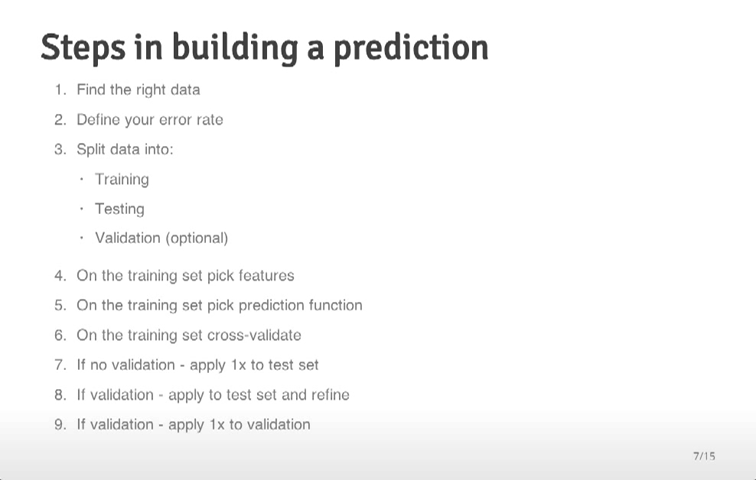 Steps in building a prediction
1. Find the right data
2. Define your error rate
3. Split data into:
· Training
· Testing
· Validation (optional)
4. On the training set pick features
5. On the training set pick prediction function
6. On the training set cross-validate
7. If no validation - apply 1x to test set
8. If validation - apply to test set and refine
9. If validation - apply 1x to validation
7/15